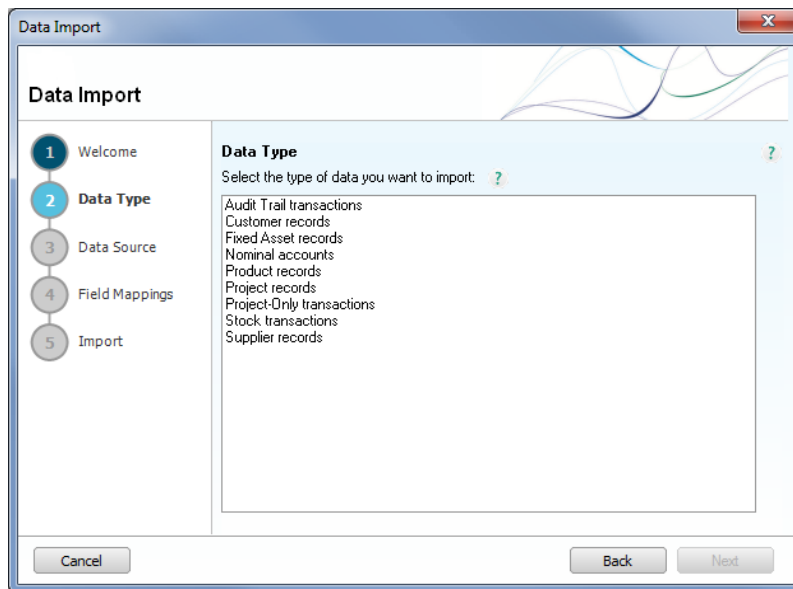 Data Import
Data Import
1 Welcome
2 Data Type
3 Data Source
4 Field Mappings
5 Import
Data Type ?
Select the type of data you want to import: ?
Audit Trail transactions
Customer records
Fixed Asset records
Nominal accounts
Product records
Project records
Project-Only transactions
Stock transactions
Supplier records
Cancel Back Next